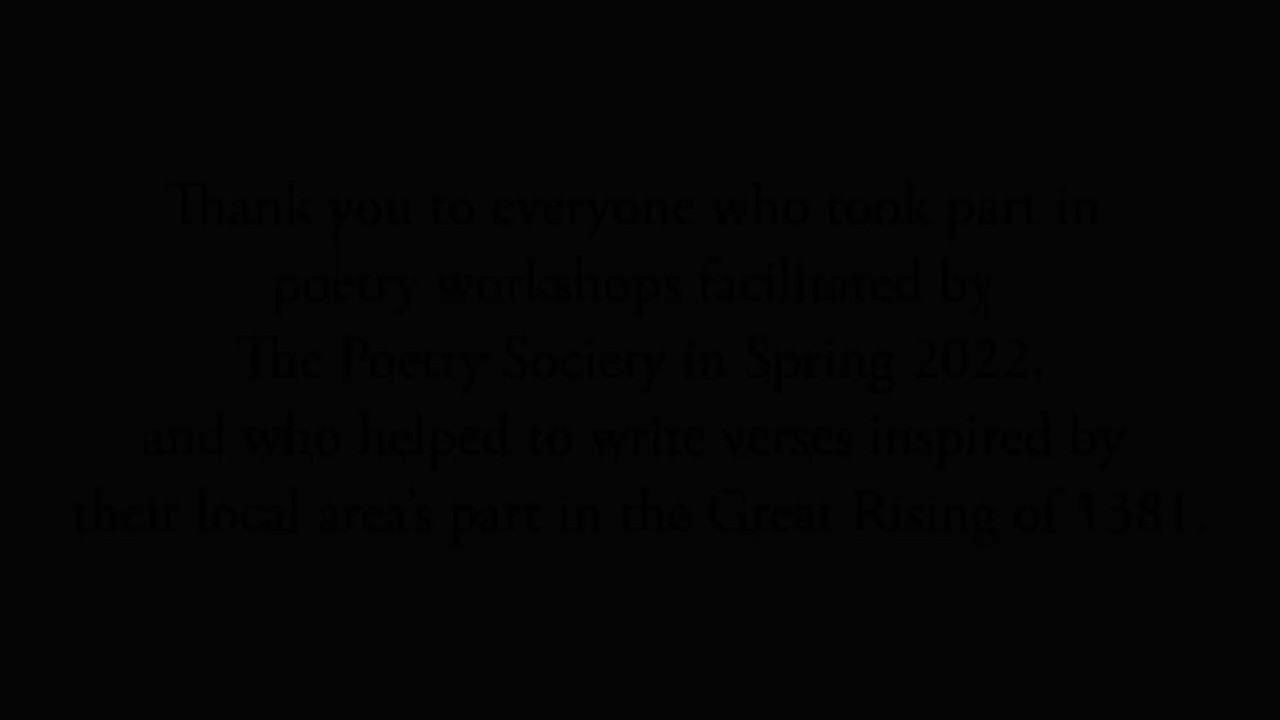 Thank you to everyone who took part in
poetry workshops facilitated by
The Poetry Society in Spring 2022,
and who helped to write verses inspired by
their local area's part in the Great Rising of 1381.